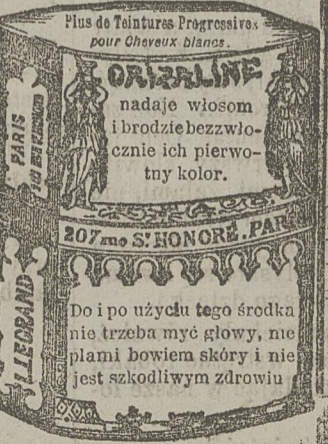 Plus de Teintures Progressives
pour Cheveux blancs.
ORIZALINE
nadaje włosom
i brodzie bezzwło-
cznie ich pierwo-
tny kolor.
PARIS
207 rue St. HONORÉ. PARIS
L. LEGRAND
Do i po użyciu tego środka
nie trzeba myć głowy, nie
plami bowiem skóry i nie
jest szkodliwym zdrowiu